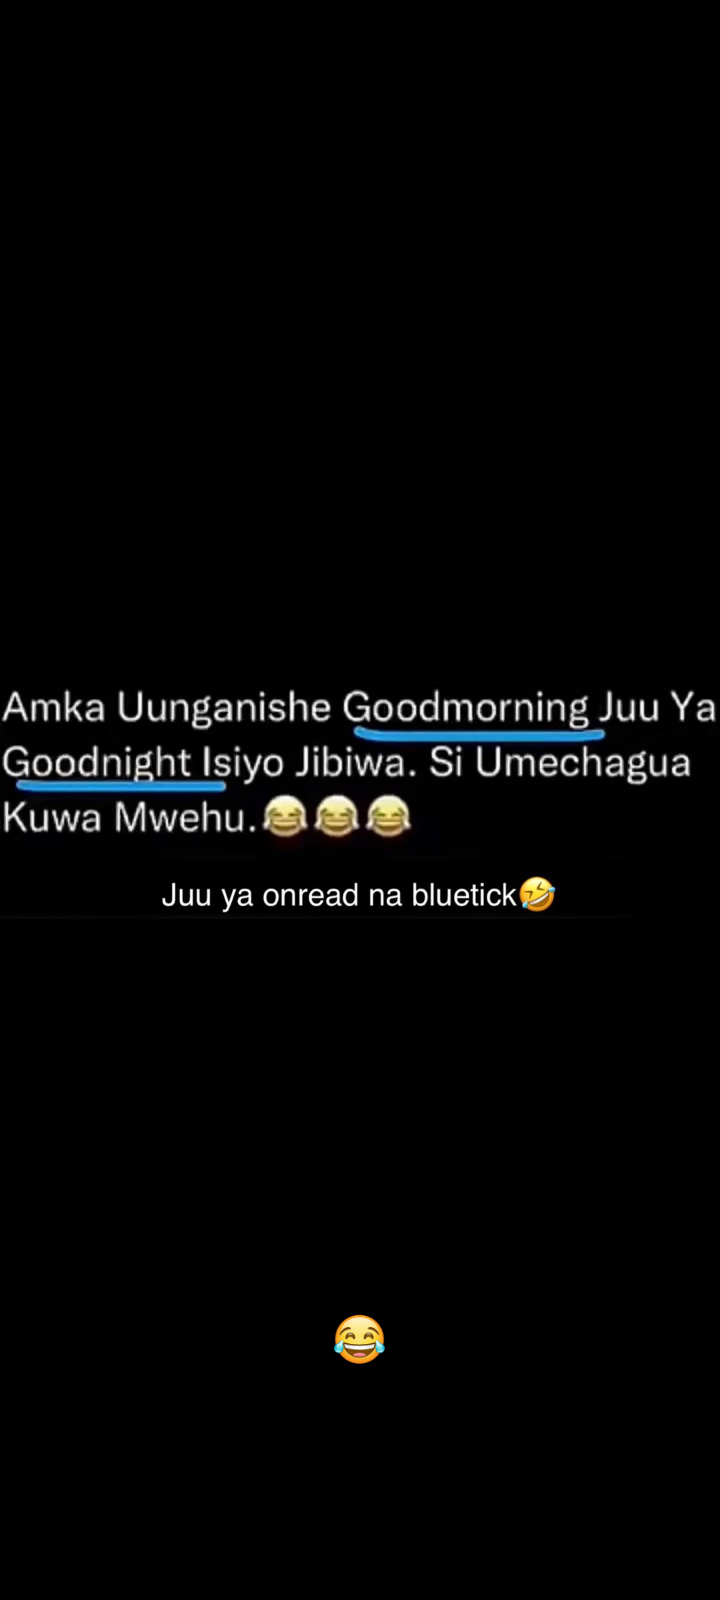 Amka Uunganishe Goodmorning Juu Ya
Goodnight Isiyo Jibiwa. Si Umechagua
Kuwa Mwehu.😂😂😂
Juu ya onread na bluetick🤣
😂